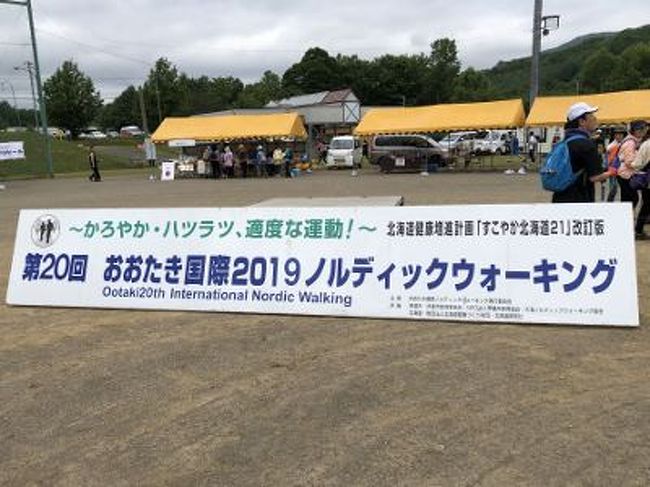 ～かろやか・ハツラツ、適度な運動！～
北海道健康増進計画「すこやか北海道21」改訂版
第20回 おおたき国際2019ノルディックウォーキング
Ootaki20th International Nordic Walking